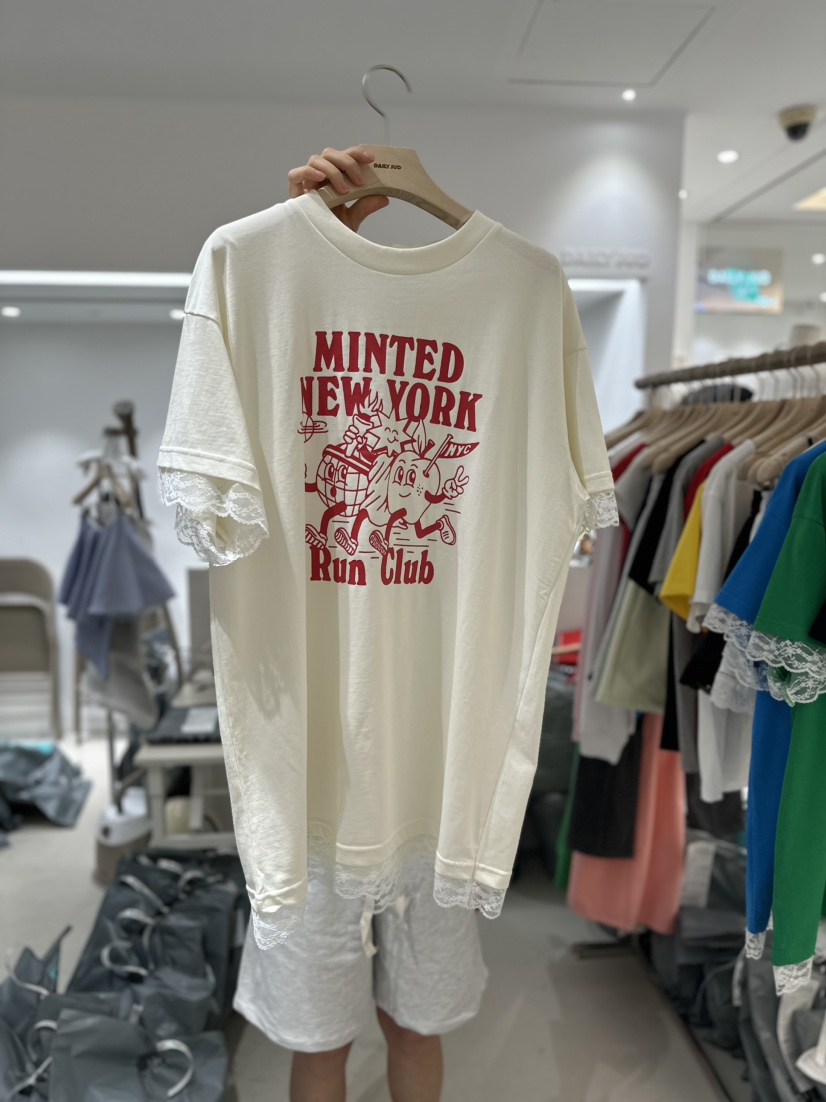 DAILY JUD
MINTED
NEW YORK
NYC
Run Club